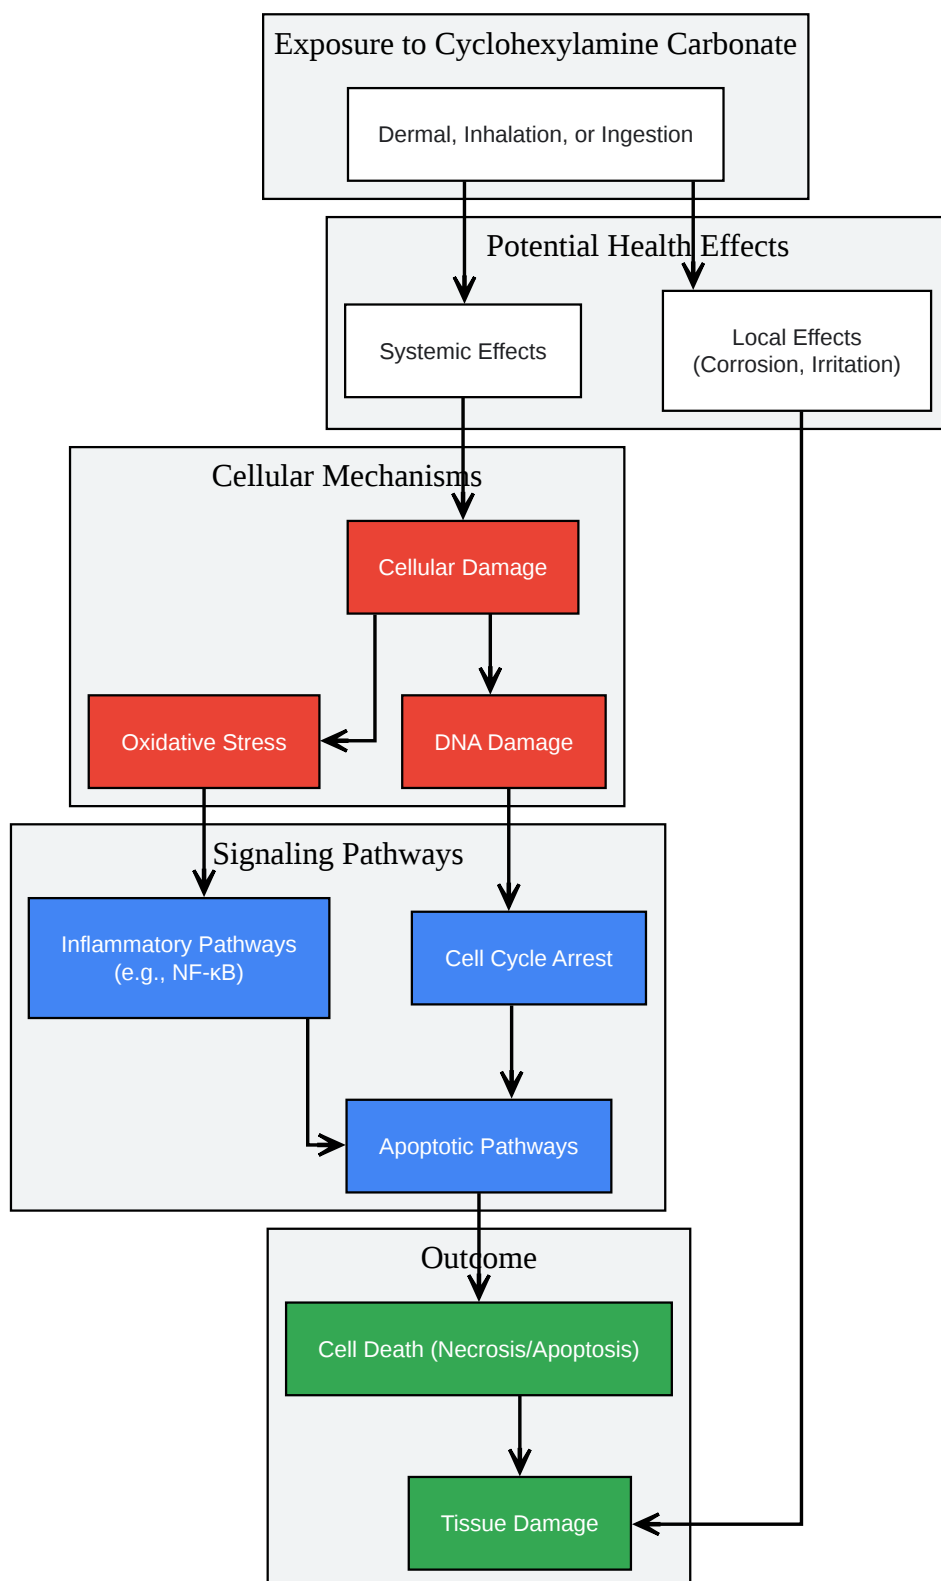 Exposure to Cyclohexylamine Carbonate
Dermal, Inhalation, or Ingestion
Potential Health Effects
Systemic Effects
Local Effects
(Corrosion, Irritation)
Cellular Mechanisms
Cellular Damage
Oxidative Stress
DNA Damage
Signaling Pathways
Inflammatory Pathways
(e.g., NF-κB)
Cell Cycle Arrest
Apoptotic Pathways
Outcome
Cell Death (Necrosis/Apoptosis)
Tissue Damage